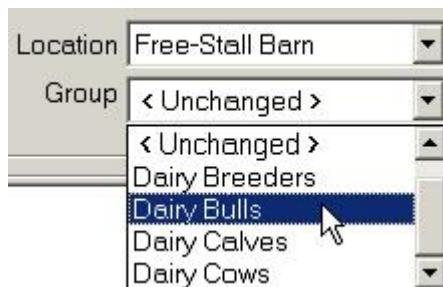 Location Free-Stall Barn
Group < Unchanged >
< Unchanged >
Dairy Breeders
Dairy Bulls
Dairy Calves
Dairy Cows